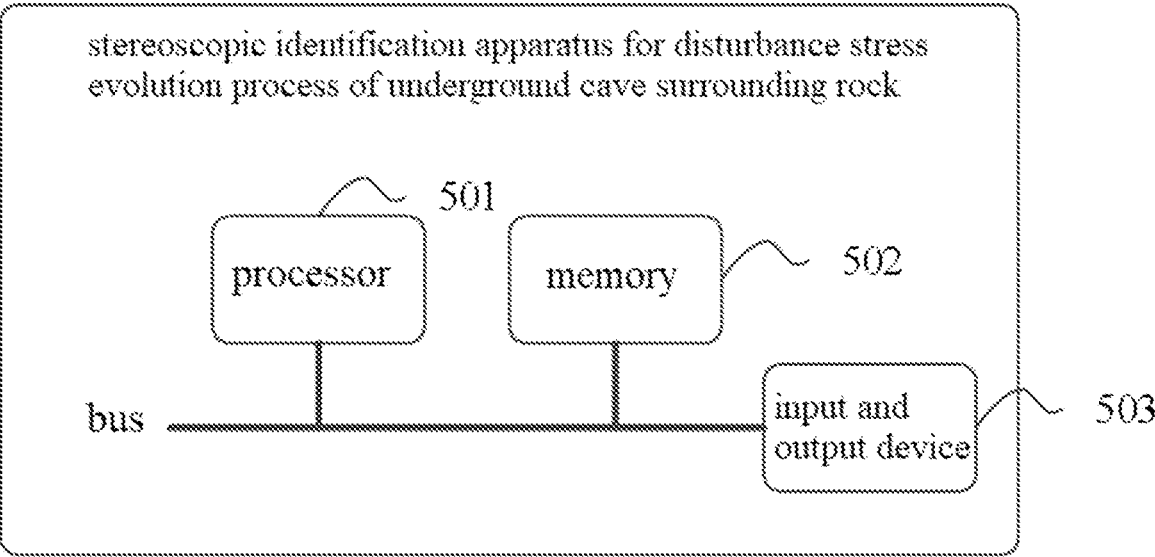 stereoscopic identification apparatus for disturbance stress
evolution process of underground cave surrounding rock
501
processor
memory
502
bus
input and
output device
503